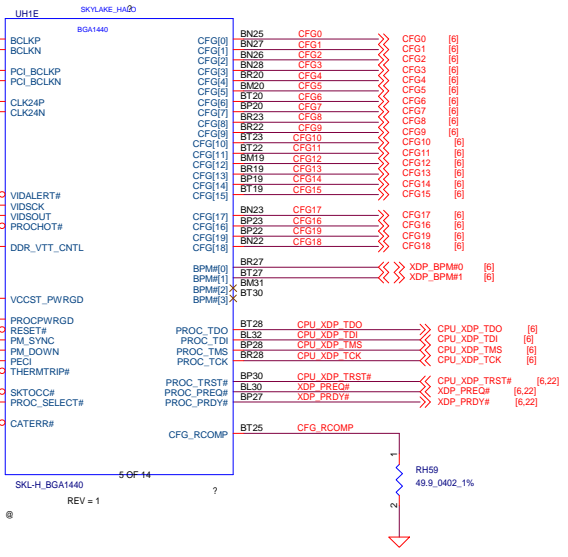 UH1E SKYLAKE_HALO ?
BGA1440
BCLKP CFG[0] BN25 CFG0 CFG0 [6]
BCLKN CFG[1] BN27 CFG1 CFG1 [6]
CFG[2] BN26 CFG2 CFG2 [6]
PCI_BCLKP CFG[3] BN28 CFG3 CFG3 [6]
PCI_BCLKN CFG[4] BR20 CFG4 CFG4 [6]
CFG[5] BM20 CFG5 CFG5 [6]
CLK24P CFG[6] BT20 CFG6 CFG6 [6]
CLK24N CFG[7] BP20 CFG7 CFG7 [6]
CFG[8] BR23 CFG8 CFG8 [6]
CFG[9] BR22 CFG9 CFG9 [6]
CFG[10] BT23 CFG10 CFG10 [6]
CFG[11] BT22 CFG11 CFG11 [6]
CFG[12] BM19 CFG12 CFG12 [6]
CFG[13] BR19 CFG13 CFG13 [6]
CFG[14] BP19 CFG14 CFG14 [6]
VIDALERT# CFG[15] BT19 CFG15 CFG15 [6]
VIDSCK
VIDSOUT CFG[17] BN23 CFG17 CFG17 [6]
PROCHOT# CFG[16] BP23 CFG16 CFG16 [6]
CFG[19] BP22 CFG19 CFG19 [6]
DDR_VTT_CNTL CFG[18] BN22 CFG18 CFG18 [6]
BPM#[0] BR27 XDP_BPM#0 [6]
BPM#[1] BT27 XDP_BPM#1 [6]
BPM#[2] BM31
VCCST_PWRGD BPM#[3] BT30
PROCPWRGD
RESET# PROC_TDO BT28 CPU_XDP_TDO CPU_XDP_TDO [6]
PM_SYNC PROC_TDI BL32 CPU_XDP_TDI CPU_XDP_TDI [6]
PM_DOWN PROC_TMS BP28 CPU_XDP_TMS CPU_XDP_TMS [6]
PECI PROC_TCK BR28 CPU_XDP_TCK CPU_XDP_TCK [6]
THERMTRIP#
PROC_TRST# BP30 CPU_XDP_TRST# CPU_XDP_TRST# [6,22]
SKTOCC# PROC_PREQ# BL30 XDP_PREQ# XDP_PREQ# [6,22]
PROC_SELECT# PROC_PRDY# BP27 XDP_PRDY# XDP_PRDY# [6,22]
CATERR#
CFG_RCOMP BT25 CFG_RCOMP
1
RH59
49.9_0402_1%
2
5 OF 14
SKL-H_BGA1440 ?
REV = 1
@